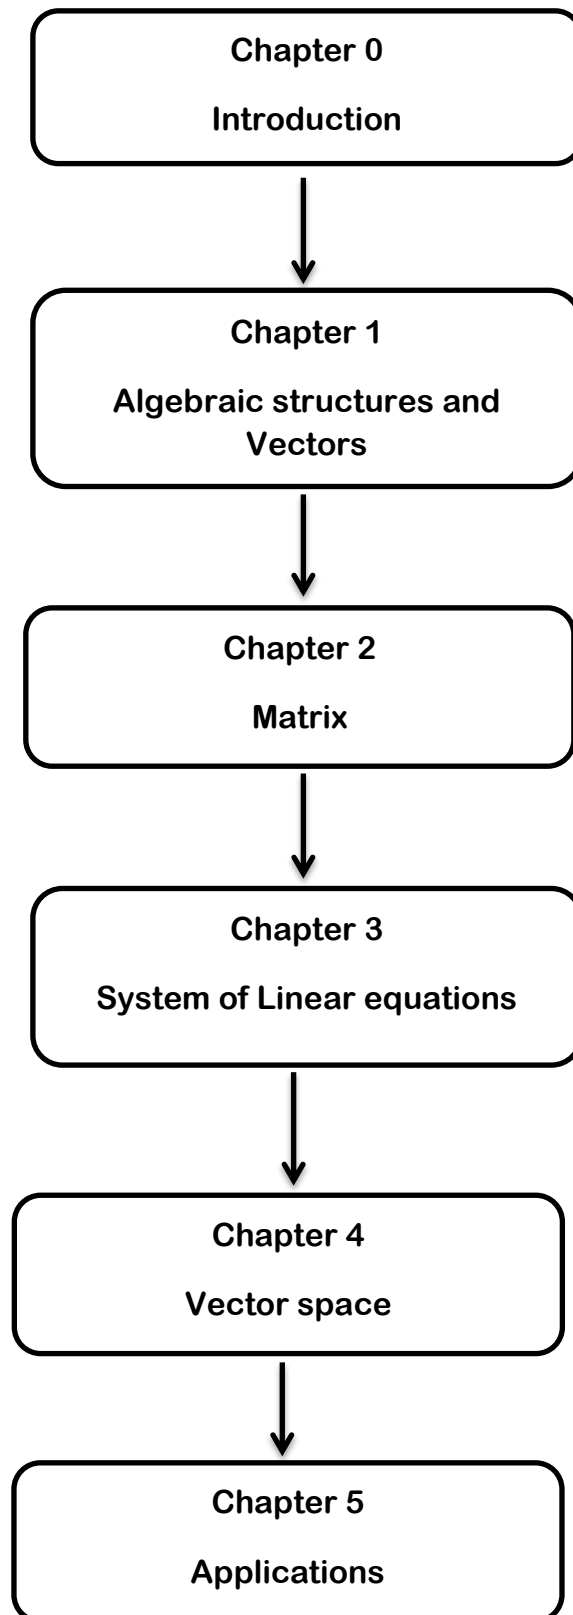 Chapter 0
Introduction
Chapter 1
Algebraic structures and
Vectors
Chapter 2
Matrix
Chapter 3
System of Linear equations
Chapter 4
Vector space
Chapter 5
Applications